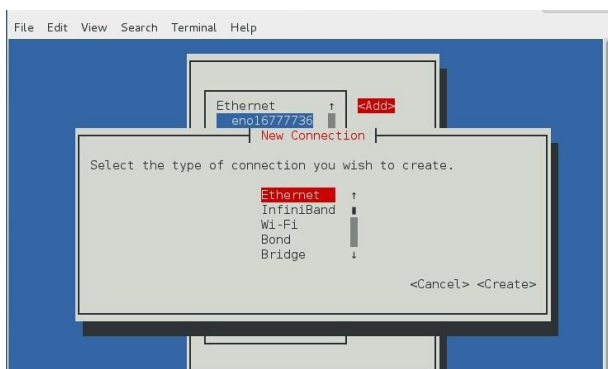 File Edit View Search Terminal Help
Ethernet ↑ <Add>
eno16777736
New Connection
Select the type of connection you wish to create.
Ethernet ↑
InfiniBand
Wi-Fi
Bond
Bridge ↓
<Cancel> <Create>